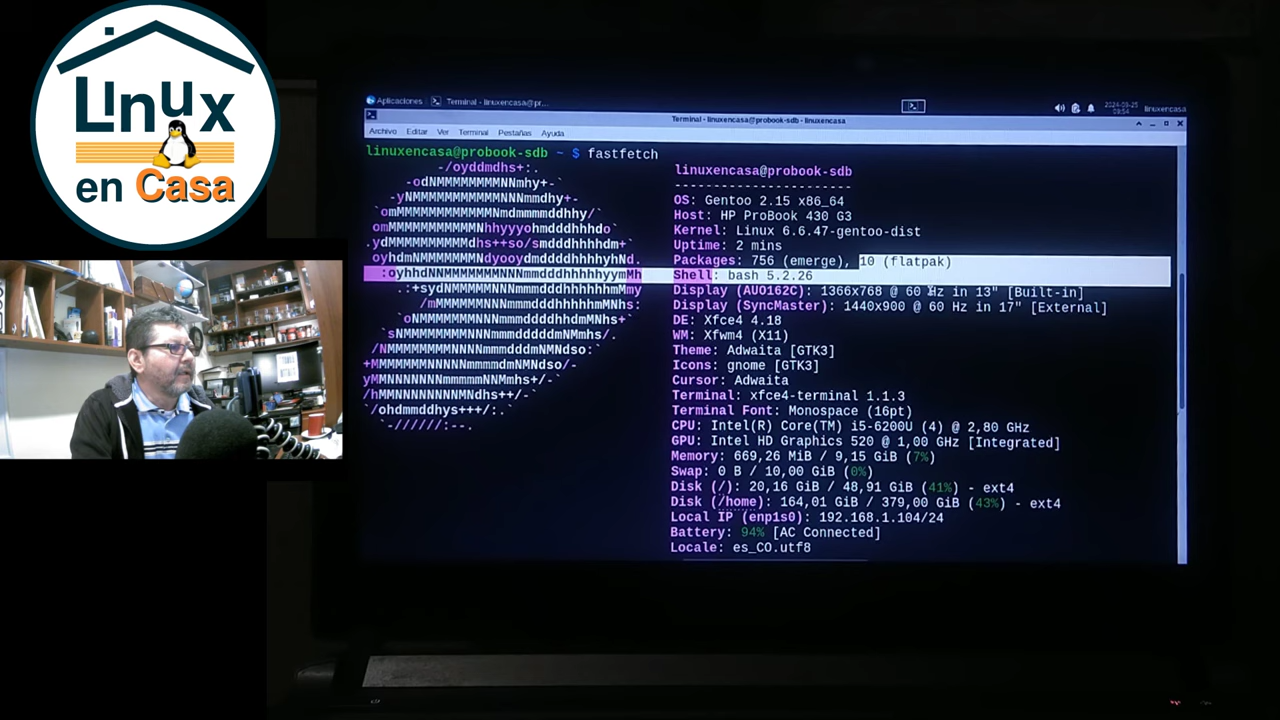 Linux
en Casa
Aplicaciones
Terminal - linuxencasa@pr...
2024-09-25
09:54
linuxencasa
Terminal - linuxencasa@probook-sdb - linuxencasa
Archivo Editar Ver Terminal Pestañas Ayuda
linuxencasa@probook-sdb ~ $ fastfetch
linuxencasa@probook-sdb
-----------------------
OS: Gentoo 2.15 x86_64
Host: HP ProBook 430 G3
Kernel: Linux 6.6.47-gentoo-dist
Uptime: 2 mins
Packages: 756 (emerge), 10 (flatpak)
Shell: bash 5.2.26
Display (AUO162C): 1366x768 @ 60 Hz in 13" [Built-in]
Display (SyncMaster): 1440x900 @ 60 Hz in 17" [External]
DE: Xfce4 4.18
WM: Xfwm4 (X11)
Theme: Adwaita [GTK3]
Icons: gnome [GTK3]
Cursor: Adwaita
Terminal: xfce4-terminal 1.1.3
Terminal Font: Monospace (16pt)
CPU: Intel(R) Core(TM) i5-6200U (4) @ 2,80 GHz
GPU: Intel HD Graphics 520 @ 1,00 GHz [Integrated]
Memory: 669,26 MiB / 9,15 GiB (7%)
Swap: 0 B / 10,00 GiB (0%)
Disk (/): 20,16 GiB / 48,91 GiB (41%) - ext4
Disk (/home): 164,01 GiB / 379,00 GiB (43%) - ext4
Local IP (enp1s0): 192.168.1.104/24
Battery: 94% [AC Connected]
Locale: es_CO.utf8